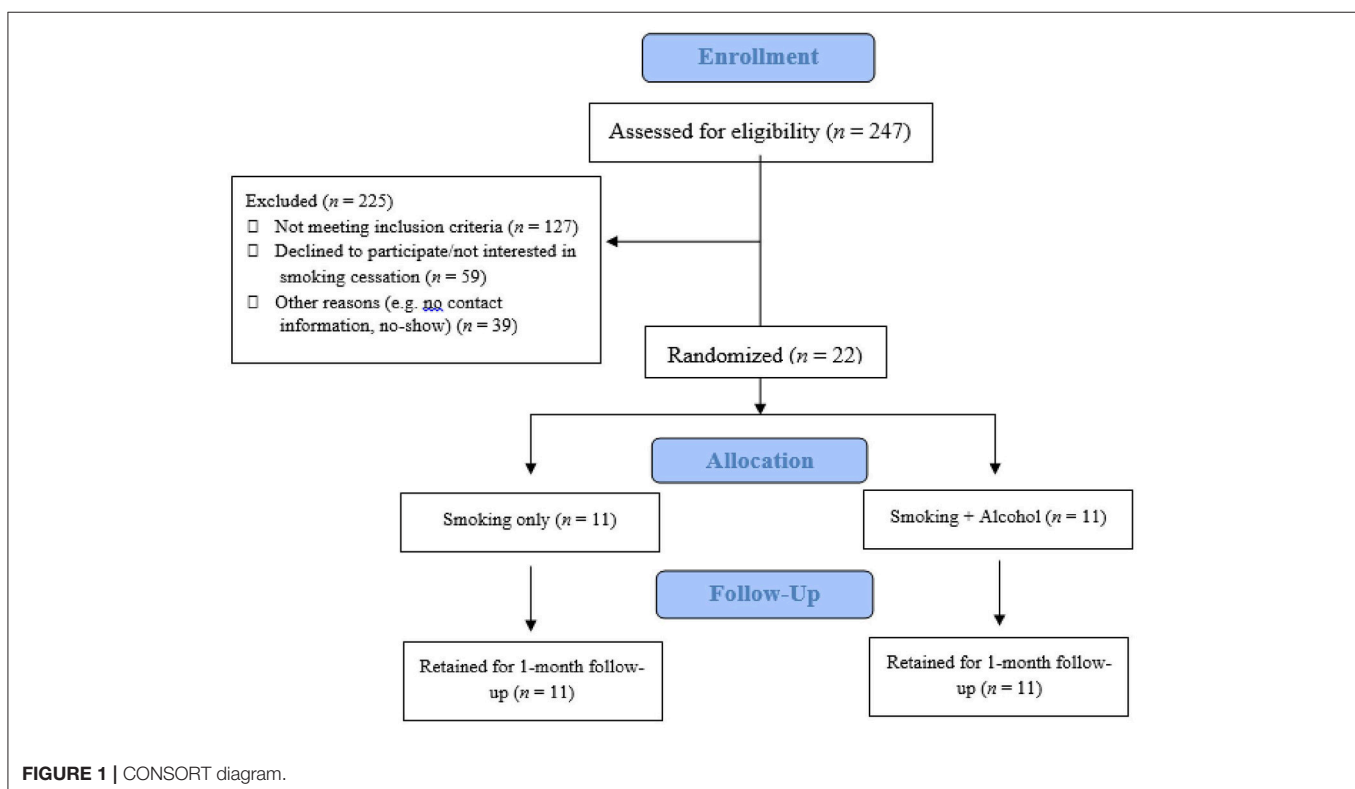 Enrollment
Assessed for eligibility (n = 247)
Excluded (n = 225)
☐ Not meeting inclusion criteria (n = 127)
☐ Declined to participate/not interested in
smoking cessation (n = 59)
☐ Other reasons (e.g. no contact
information, no-show) (n = 39)
Randomized (n = 22)
Allocation
Smoking only (n = 11)
Smoking + Alcohol (n = 11)
Follow-Up
Retained for 1-month follow-
up (n = 11)
Retained for 1-month follow-
up (n = 11)
FIGURE 1 | CONSORT diagram.